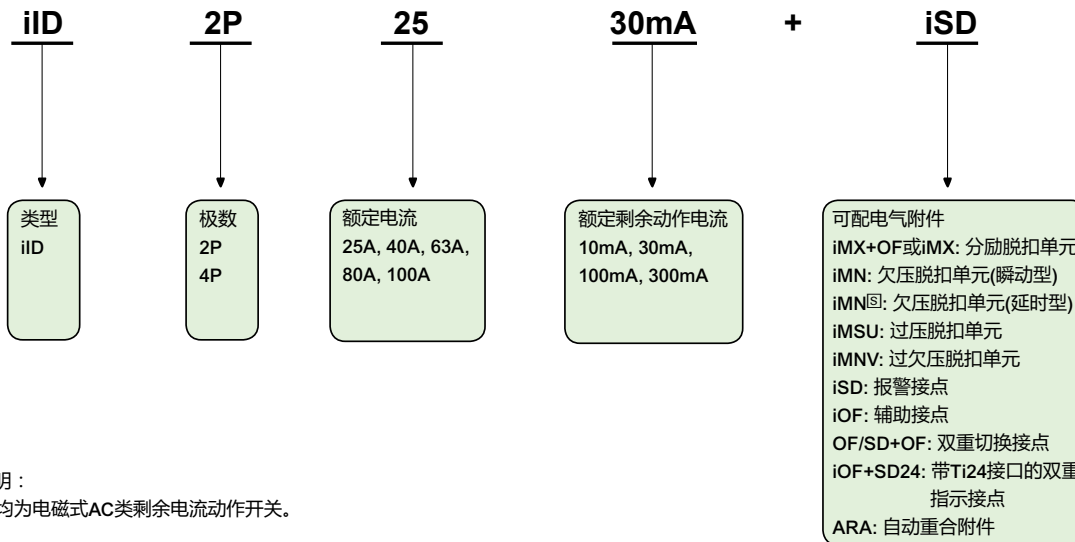 iID 2P 25 30mA + iSD
类型
iID
极数
2P
4P
额定电流
25A, 40A, 63A,
80A, 100A
额定剩余动作电流
10mA, 30mA,
100mA, 300mA
可配电气附件
iMX+OF或iMX: 分励脱扣单元
iMN: 欠压脱扣单元(瞬动型)
iMN🅂: 欠压脱扣单元(延时型)
iMSU: 过压脱扣单元
iMNV: 过欠压脱扣单元
iSD: 报警接点
iOF: 辅助接点
OF/SD+OF: 双重切换接点
iOF+SD24: 带Ti24接口的双重
指示接点
ARA: 自动重合附件
明：
均为电磁式AC类剩余电流动作开关。